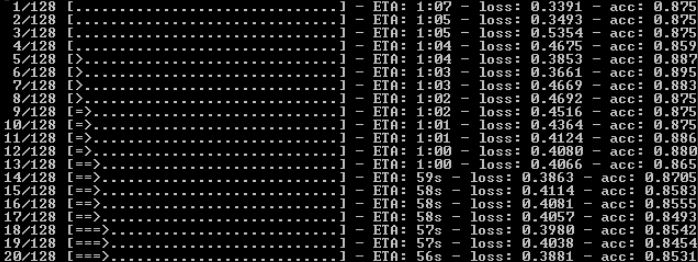 1/128 [..............................] - ETA: 1:07 - loss: 0.3391 - acc: 0.875
2/128 [..............................] - ETA: 1:05 - loss: 0.3493 - acc: 0.875
3/128 [..............................] - ETA: 1:05 - loss: 0.5354 - acc: 0.875
4/128 [..............................] - ETA: 1:04 - loss: 0.4675 - acc: 0.859
5/128 [>.............................] - ETA: 1:04 - loss: 0.3853 - acc: 0.887
6/128 [>.............................] - ETA: 1:03 - loss: 0.3661 - acc: 0.895
7/128 [>.............................] - ETA: 1:03 - loss: 0.4669 - acc: 0.883
8/128 [>.............................] - ETA: 1:02 - loss: 0.4692 - acc: 0.875
9/128 [=>............................] - ETA: 1:02 - loss: 0.4516 - acc: 0.875
10/128 [=>............................] - ETA: 1:01 - loss: 0.4364 - acc: 0.875
11/128 [=>............................] - ETA: 1:01 - loss: 0.4124 - acc: 0.886
12/128 [=>............................] - ETA: 1:00 - loss: 0.4080 - acc: 0.880
13/128 [==>...........................] - ETA: 1:00 - loss: 0.4066 - acc: 0.865
14/128 [==>...........................] - ETA: 59s - loss: 0.3863 - acc: 0.8705
15/128 [==>...........................] - ETA: 58s - loss: 0.4114 - acc: 0.8583
16/128 [==>...........................] - ETA: 58s - loss: 0.4081 - acc: 0.8555
17/128 [==>...........................] - ETA: 58s - loss: 0.4057 - acc: 0.8493
18/128 [===>..........................] - ETA: 57s - loss: 0.3980 - acc: 0.8542
19/128 [===>..........................] - ETA: 57s - loss: 0.4038 - acc: 0.8454
20/128 [===>..........................] - ETA: 56s - loss: 0.3881 - acc: 0.8531